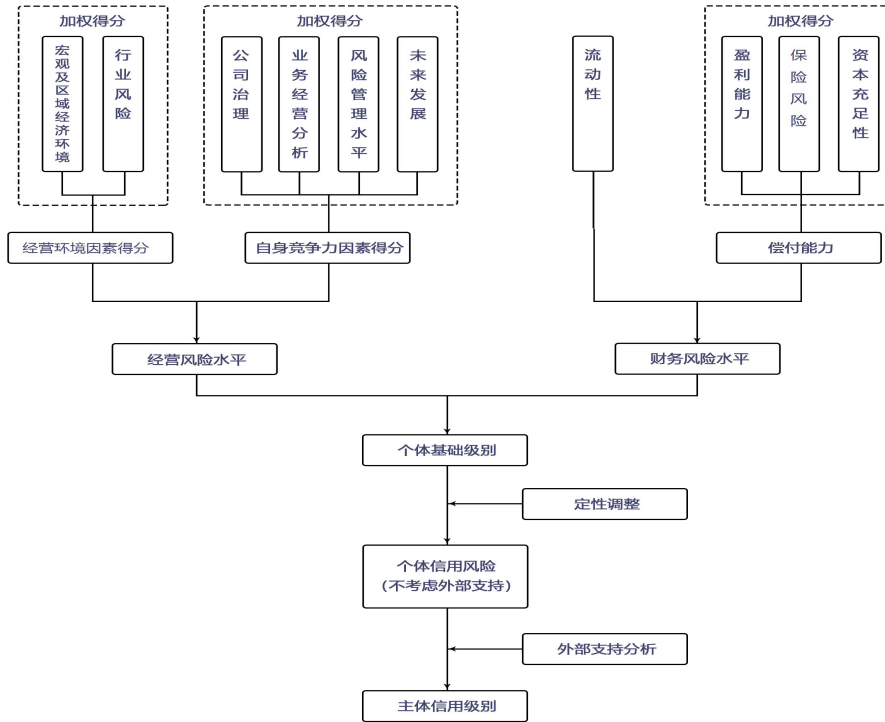 加权得分
加权得分
加权得分
宏观及区域经济环境
行业风险
公司治理
业务经营分析
风险管理水平
未来发展
流动性
盈利能力
保险风险
资本充足性
经营环境因素得分
自身竞争力因素得分
偿付能力
经营风险水平
财务风险水平
个体基础级别
定性调整
个体信用风险
(不考虑外部支持)
外部支持分析
主体信用级别